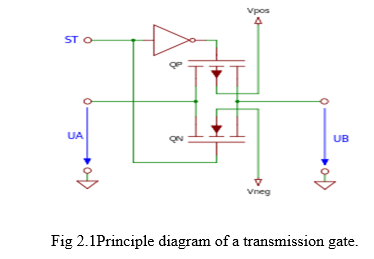 Vpos
ST
QP
UA
QN
UB
Vneg
Fig 2.1Principle diagram of a transmission gate.